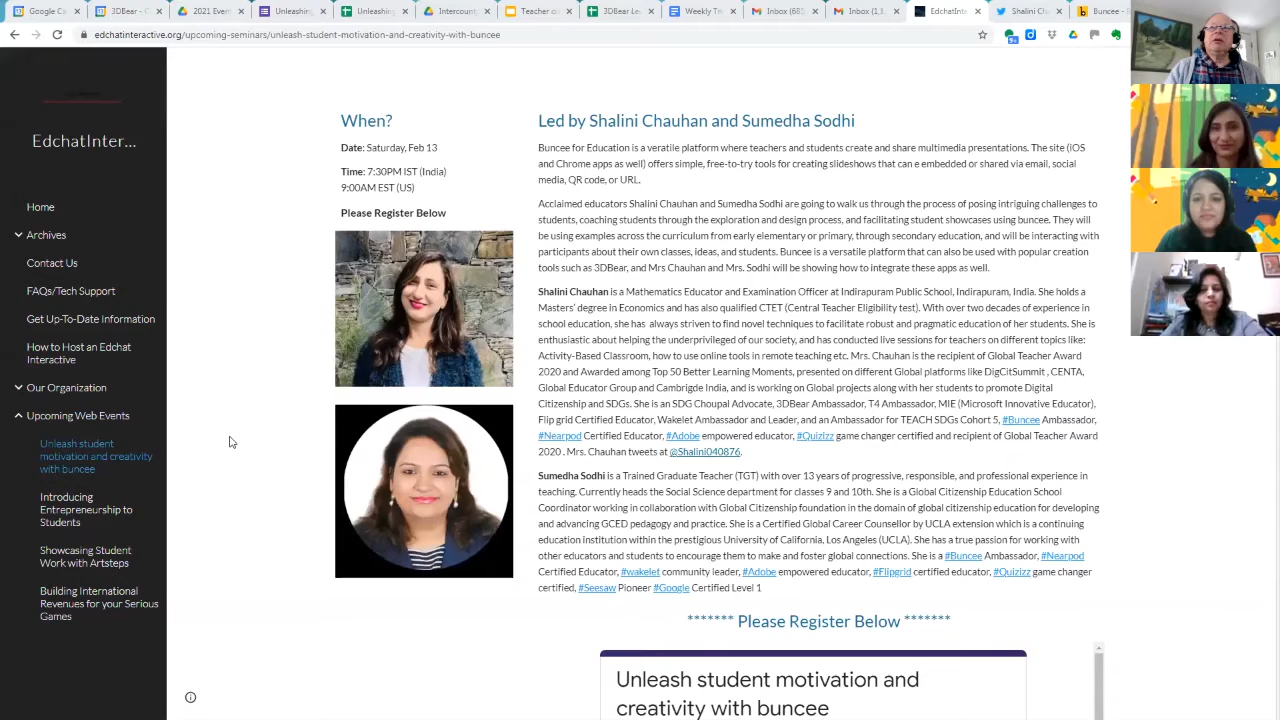 Google Ca
3DBear - C
2021 Even
Unleashing
Unleashing
Intercount
Teacher o
3DBear Le
Weekly Tw
Inbox (685
Inbox (1,1
EdchatInte
Shalini Ch
Buncee - S
edchatinteractive.org/upcoming-seminars/unleash-student-motivation-and-creativity-with-buncee
EdchatInter...
Home
Archives
Contact Us
FAQs/Tech Support
Get Up-To-Date Information
How to Host an Edchat
Interactive
Our Organization
Upcoming Web Events
Unleash student
motivation and creativity
with buncee
Introducing
Entrepreneurship to
Students
Showcasing Student
Work with Artsteps
Building International
Revenues for your Serious
Games
When?
Date: Saturday, Feb 13
Time: 7:30PM IST (India)
9:00AM EST (US)
Please Register Below
Led by Shalini Chauhan and Sumedha Sodhi
Buncee for Education is a veratile platform where teachers and students create and share multimedia presentations. The site (iOS
and Chrome apps as well) offers simple, free-to-try tools for creating slideshows that can e embedded or shared via email, social
media, QR code, or URL.
Acclaimed educators Shalini Chauhan and Sumedha Sodhi are going to walk us through the process of posing intriguing challenges to
students, coaching students through the exploration and design process, and facilitating student showcases using buncee. They will
be using examples across the curriculum from early elementary or primary, through secondary education, and will be interacting with
participants about their own classes, ideas, and students. Buncee is a versatile platform that can also be used with popular creation
tools such as 3DBear, and Mrs Chauhan and Mrs. Sodhi will be showing how to integrate these apps as well.
Shalini Chauhan is a Mathematics Educator and Examination Officer at Indirapuram Public School, Indirapuram, India. She holds a
Masters' degree in Economics and has also qualified CTET (Central Teacher Eligibility test). With over two decades of experience in
school education, she has always strived to find novel techniques to facilitate robust and pragmatic education of her students. She is
enthusiastic about helping the underprivileged of our society, and has conducted live sessions for teachers on different topics like:
Activity-Based Classroom, how to use online tools in remote teaching etc. Mrs. Chauhan is the recipient of Global Teacher Award
2020 and Awarded among Top 50 Better Learning Moments, presented on different Global platforms like DigCitSummit , CENTA,
Global Educator Group and Cambrigde India, and is working on Global projects along with her students to promote Digital
Citizenship and SDGs. She is an SDG Choupal Advocate, 3DBear Ambassador, T4 Ambassador, MIE (Microsoft Innovative Educator),
Flip grid Certified Educator, Wakelet Ambassador and Leader, and an Ambassador for TEACH SDGs Cohort 5, #Buncee Ambassador,
#Nearpod Certified Educator, #Adobe empowered educator, #Quizizz game changer certified and recipient of Global Teacher Award
2020 . Mrs. Chauhan tweets at @Shalini040876.
Sumedha Sodhi is a Trained Graduate Teacher (TGT) with over 13 years of progressive, responsible, and professional experience in
teaching. Currently heads the Social Science department for classes 9 and 10th. She is a Global Citizenship Education School
Coordinator working in collaboration with Global Citizenship foundation in the domain of global citizenship education for developing
and advancing GCED pedagogy and practice. She is a Certified Global Career Counsellor by UCLA extension which is a continuing
education institution within the prestigious University of California, Los Angeles (UCLA). She has a true passion for working with
other educators and students to encourage them to make and foster global connections. She is a #Buncee Ambassador, #Nearpod
Certified Educator, #wakelet community leader, #Adobe empowered educator, #Flipgrid certified educator, #Quizizz game changer
certified, #Seesaw Pioneer #Google Certified Level 1
******* Please Register Below *******
Unleash student motivation and
creativity with buncee